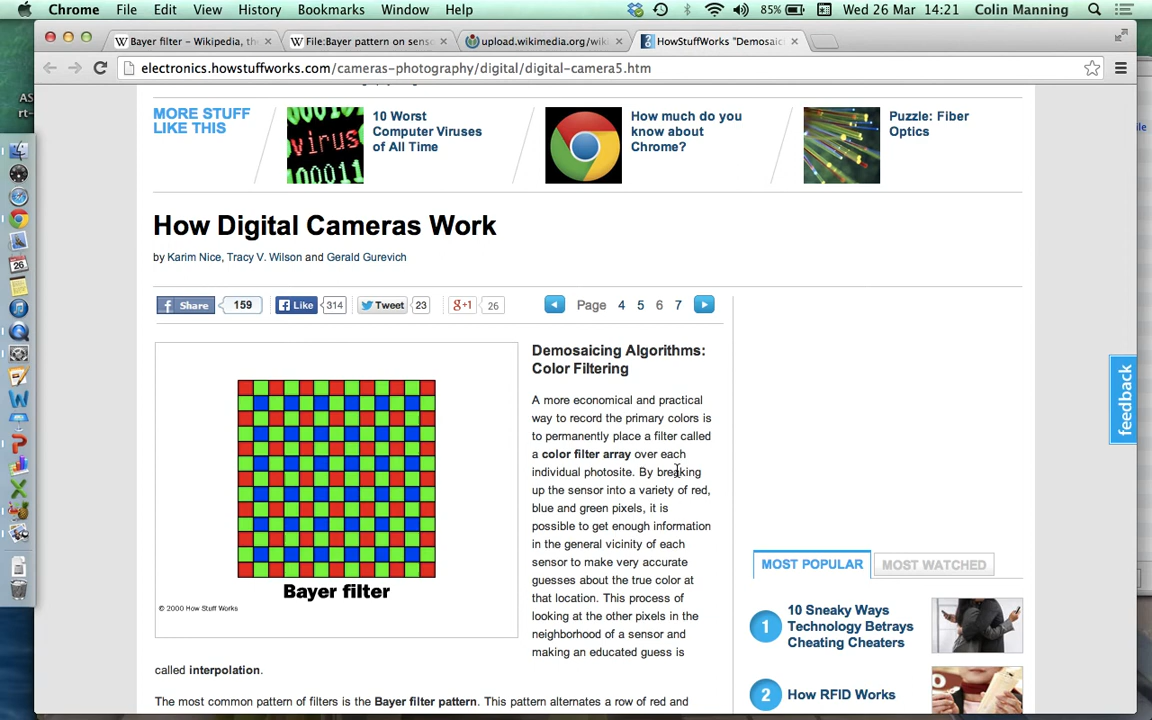 Chrome File Edit View History Bookmarks Window Help 85% Wed 26 Mar 14:21 Colin Manning
Bayer filter – Wikipedia, the
File:Bayer pattern on sens
upload.wikimedia.org/wiki
HowStuffWorks "Demosaic
electronics.howstuffworks.com/cameras-photography/digital/digital-camera5.htm
AS
rt-
ile
MORE STUFF
LIKE THIS
virus
10 Worst
Computer Viruses
of All Time
How much do you
know about
Chrome?
Puzzle: Fiber
Optics
How Digital Cameras Work
by Karim Nice, Tracy V. Wilson and Gerald Gurevich
Share 159 Like 314 Tweet 23 g+1 26 Page 4 5 6 7
Bayer filter
© 2000 How Stuff Works
Demosaicing Algorithms:
Color Filtering
A more economical and practical
way to record the primary colors is
to permanently place a filter called
a color filter array over each
individual photosite. By breaking
up the sensor into a variety of red,
blue and green pixels, it is
possible to get enough information
in the general vicinity of each
sensor to make very accurate
guesses about the true color at
that location. This process of
looking at the other pixels in the
neighborhood of a sensor and
making an educated guess is
called interpolation.
The most common pattern of filters is the Bayer filter pattern. This pattern alternates a row of red and
feedback
MOST POPULAR MOST WATCHED
1 10 Sneaky Ways
Technology Betrays
Cheating Cheaters
2 How RFID Works